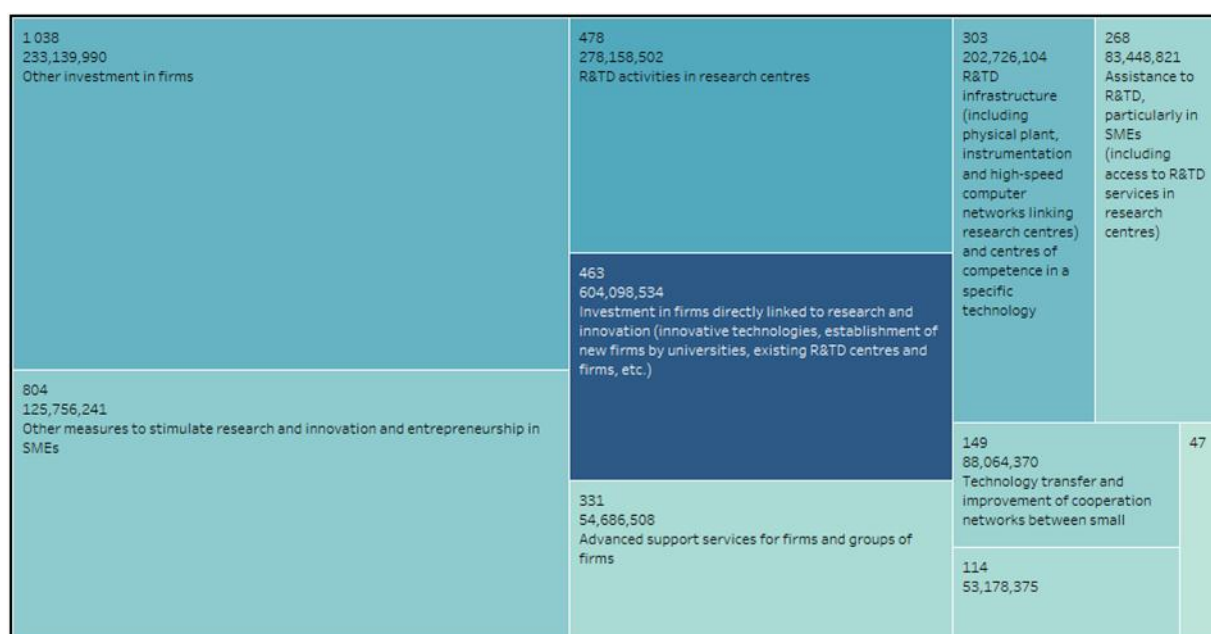 1 038
233,139,990
Other investment in firms
804
125,756,241
Other measures to stimulate research and innovation and entrepreneurship in
SMEs
478
278,158,502
R&TD activities in research centres
463
604,098,534
Investment in firms directly linked to research and
innovation (innovative technologies, establishment of
new firms by universities, existing R&TD centres and
firms, etc.)
331
54,686,508
Advanced support services for firms and groups of
firms
303
202,726,104
R&TD
infrastructure
(including
physical plant,
instrumentation
and high-speed
computer
networks linking
research centres)
and centres of
competence in a
specific
technology
268
83,448,821
Assistance to
R&TD,
particularly in
SMEs
(including
access to R&TD
services in
research
centres)
149
88,064,370
Technology transfer and
improvement of cooperation
networks between small
114
53,178,375
47